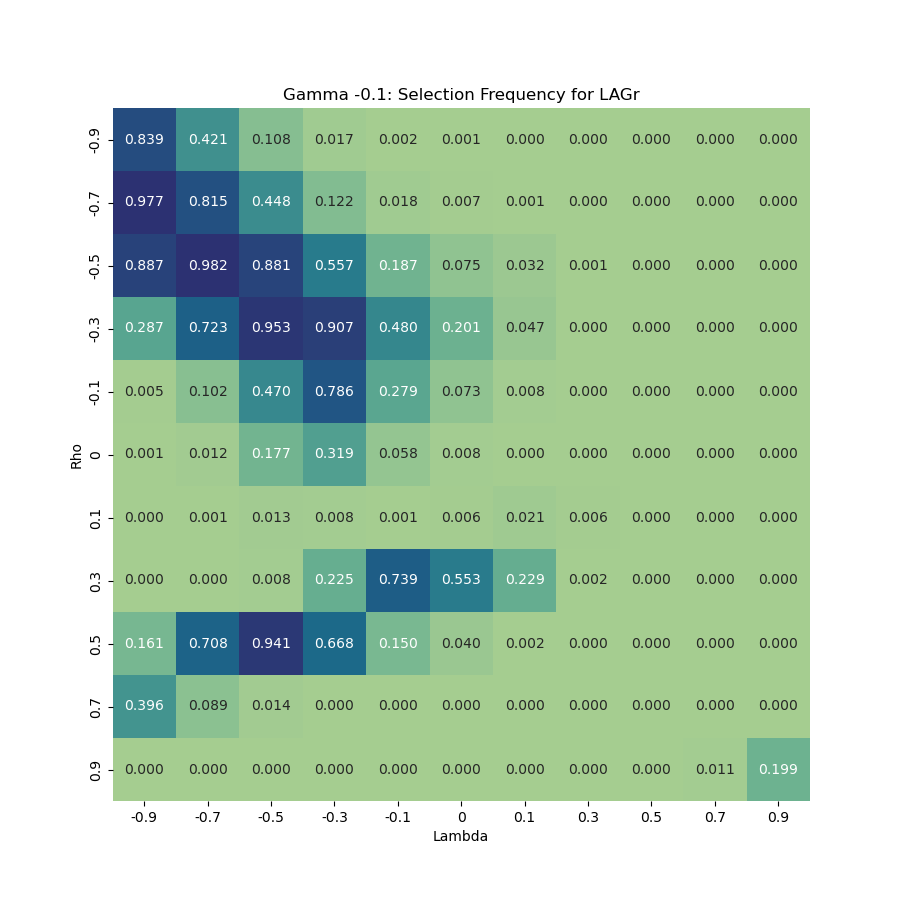 Gamma -0.1: Selection Frequency for LAGr
-0.9 0.839 0.421 0.108 0.017 0.002 0.001 0.000 0.000 0.000 0.000 0.000
-0.7 0.977 0.815 0.448 0.122 0.018 0.007 0.001 0.000 0.000 0.000 0.000
-0.5 0.887 0.982 0.881 0.557 0.187 0.075 0.032 0.001 0.000 0.000 0.000
-0.3 0.287 0.723 0.953 0.907 0.480 0.201 0.047 0.000 0.000 0.000 0.000
-0.1 0.005 0.102 0.470 0.786 0.279 0.073 0.008 0.000 0.000 0.000 0.000
Rho
0 0.001 0.012 0.177 0.319 0.058 0.008 0.000 0.000 0.000 0.000 0.000
0.1 0.000 0.001 0.013 0.008 0.001 0.006 0.021 0.006 0.000 0.000 0.000
0.3 0.000 0.000 0.008 0.225 0.739 0.553 0.229 0.002 0.000 0.000 0.000
0.5 0.161 0.708 0.941 0.668 0.150 0.040 0.002 0.000 0.000 0.000 0.000
0.7 0.396 0.089 0.014 0.000 0.000 0.000 0.000 0.000 0.000 0.000 0.000
0.9 0.000 0.000 0.000 0.000 0.000 0.000 0.000 0.000 0.000 0.011 0.199
-0.9 -0.7 -0.5 -0.3 -0.1 0 0.1 0.3 0.5 0.7 0.9
Lambda